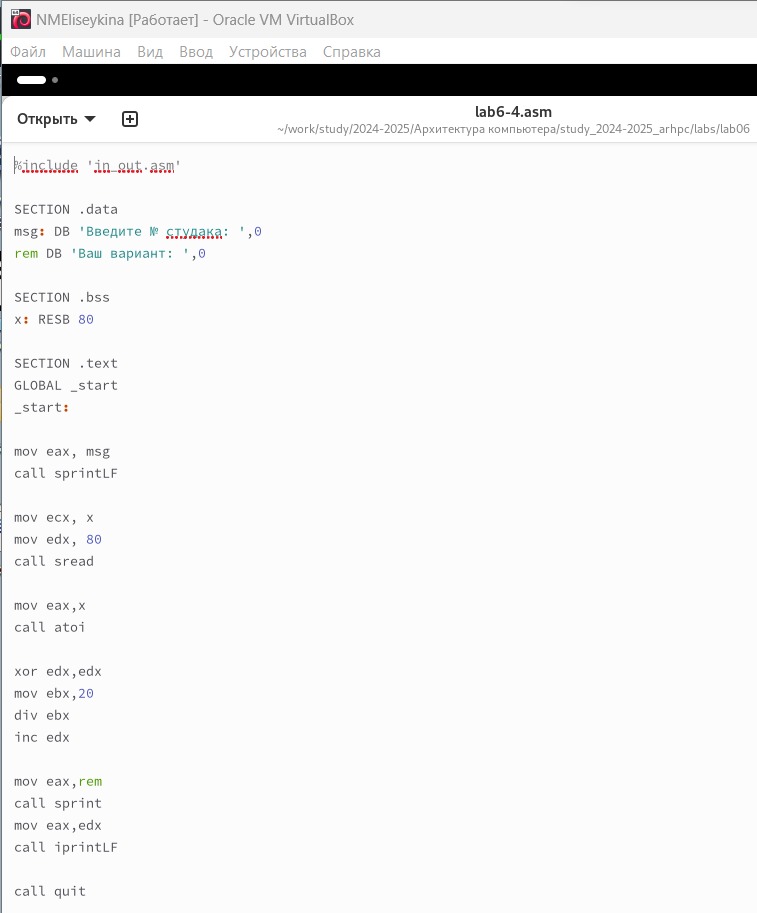 NMEliseykina [Работает] - Oracle VM VirtualBox
Файл Машина Вид Ввод Устройства Справка
Открыть
lab6-4.asm
~/work/study/2024-2025/Архитектура компьютера/study_2024-2025_arhpc/labs/lab06
%include 'in_out.asm'
SECTION .data
msg: DB 'Введите № студака: ',0
rem DB 'Ваш вариант: ',0
SECTION .bss
x: RESB 80
SECTION .text
GLOBAL _start
_start:
mov eax, msg
call sprintLF
mov ecx, x
mov edx, 80
call sread
mov eax,x
call atoi
xor edx,edx
mov ebx,20
div ebx
inc edx
mov eax,rem
call sprint
mov eax,edx
call iprintLF
call quit